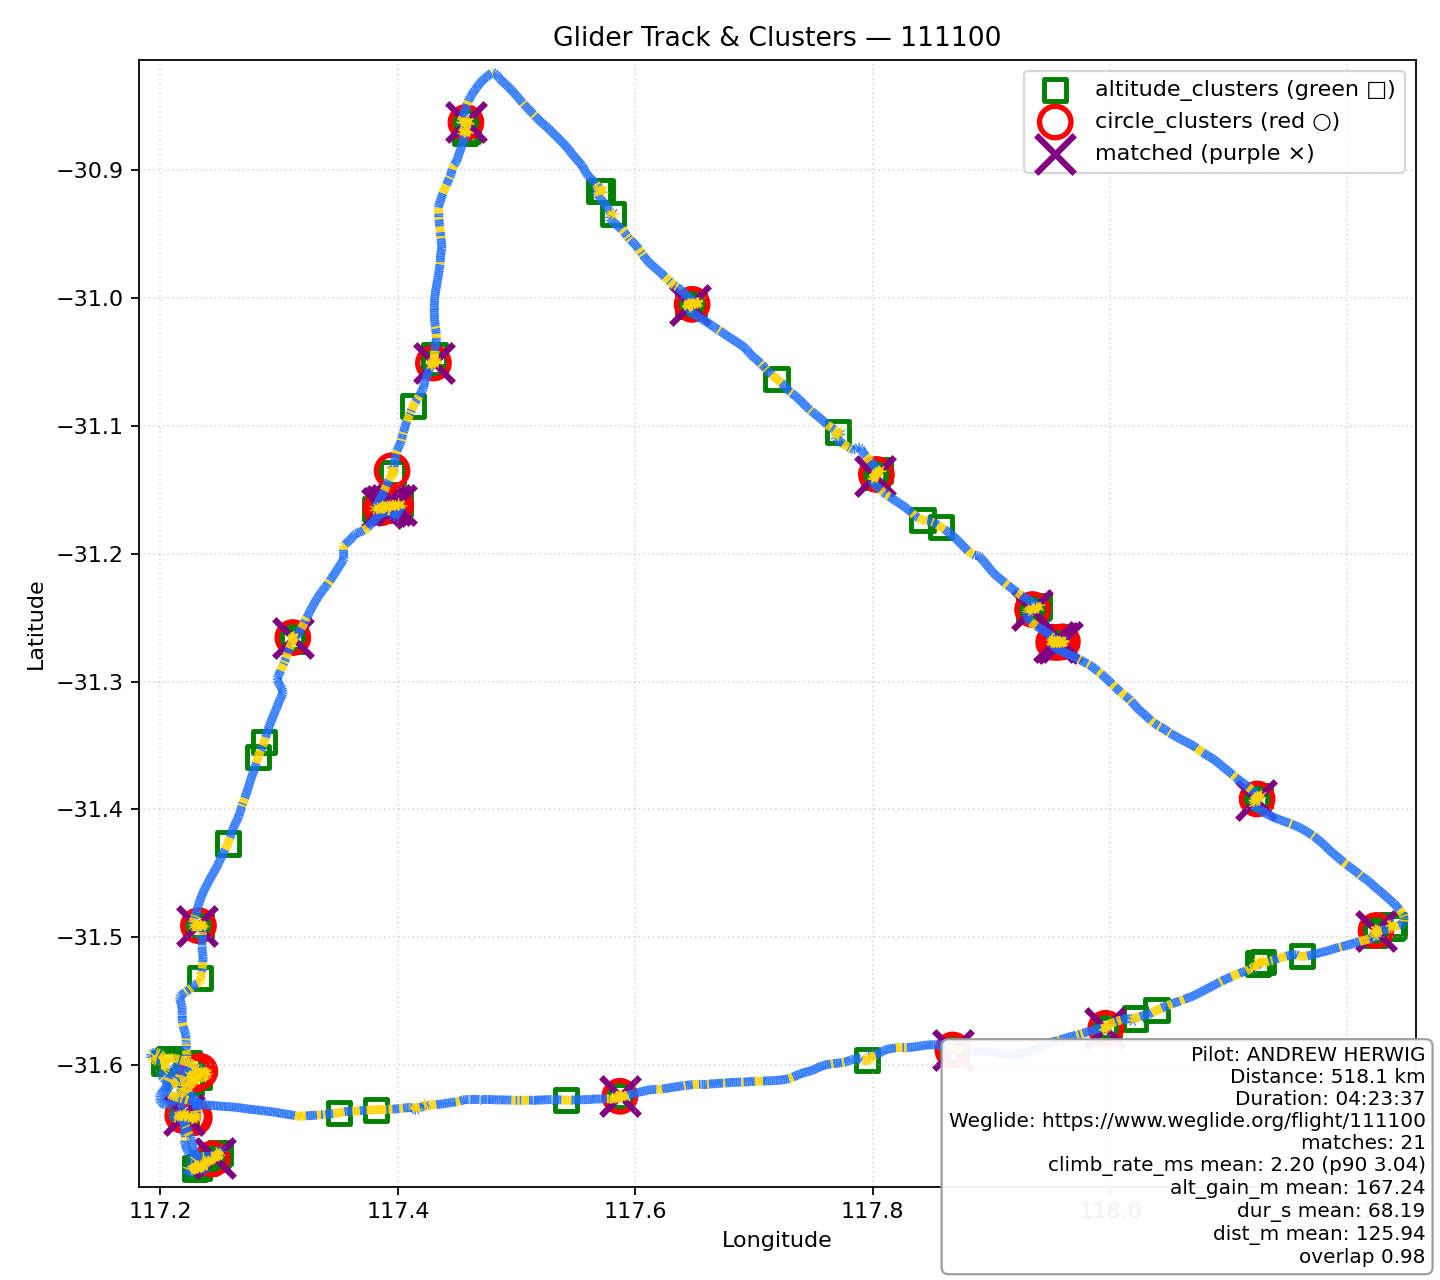 Glider Track & Clusters — 111100
altitude_clusters (green □)
circle_clusters (red ○)
matched (purple ×)
−30.9
−31.0
−31.1
−31.2
−31.3
−31.4
−31.5
−31.6
Latitude
117.2
117.4
117.6
117.8
118.0
Longitude
Pilot: ANDREW HERWIG
Distance: 518.1 km
Duration: 04:23:37
Weglide: https://www.weglide.org/flight/111100
matches: 21
climb_rate_ms mean: 2.20 (p90 3.04)
alt_gain_m mean: 167.24
dur_s mean: 68.19
dist_m mean: 125.94
overlap 0.98